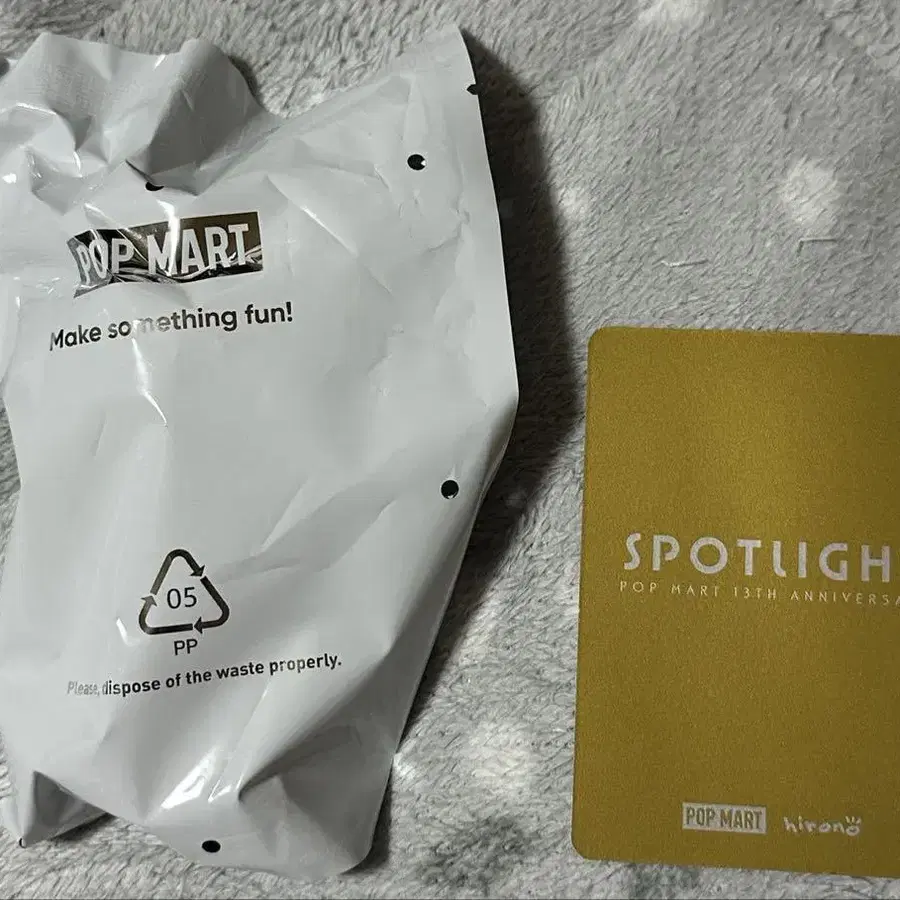 POP MART
Make something fun!
05
PP
Please, dispose of the waste properly.
SPOTLIGH
POP MART 13TH ANNIVERSA
POP MART hirono